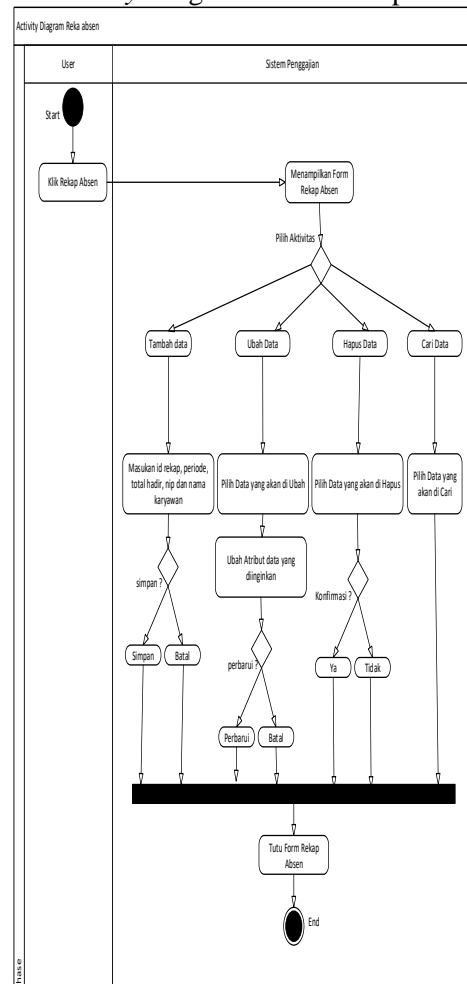 Activity Diagram Reka absen
User
Sistem Penggajian
Start
Klik Rekap Absen
Menampilkan Form
Rekap Absen
Pilih Aktivitas
Tambah data
Ubah Data
Hapus Data
Cari Data
Masukan id rekap, periode,
total hadir, nip dan nama
karyawan
Pilih Data yang akan di Ubah
Pilih Data yang akan di Hapus
Pilih Data yang
akan di Cari
Ubah Atribut data yang
diinginkan
simpan ?
Konfirmasi ?
Simpan
Batal
perbarui ?
Ya
Tidak
Perbarui
Batal
Tutu Form Rekap
Absen
End
hase